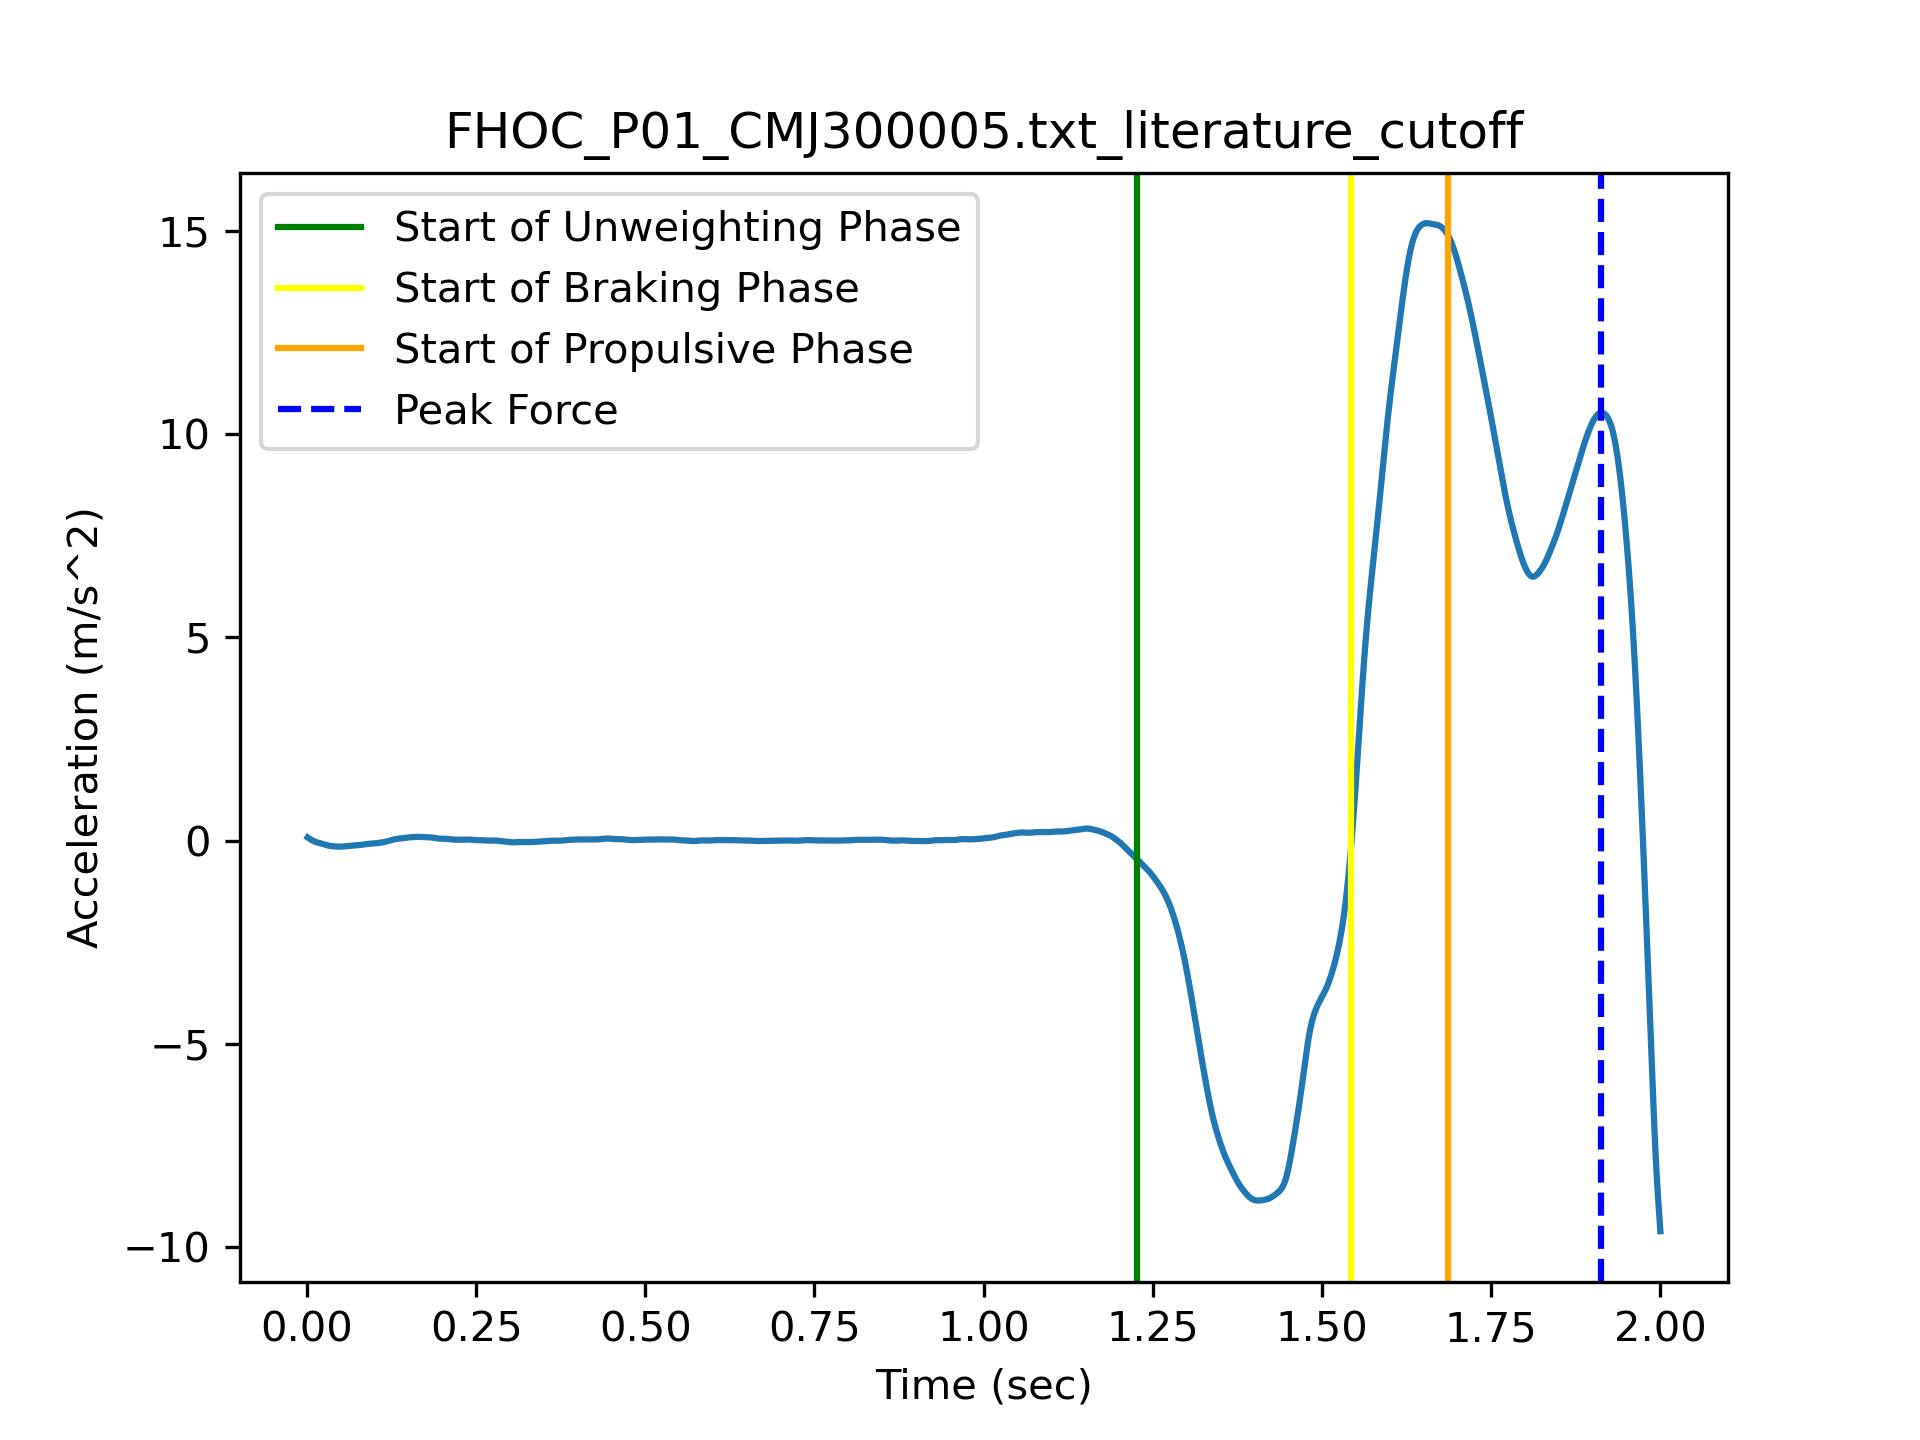 FHOC_P01_CMJ300005.txt_literature_cutoff
Start of Unweighting Phase
Start of Braking Phase
Start of Propulsive Phase
Peak Force
Acceleration (m/s^2)
15
10
5
0
−5
−10
0.00 0.25 0.50 0.75 1.00 1.25 1.50 1.75 2.00
Time (sec)